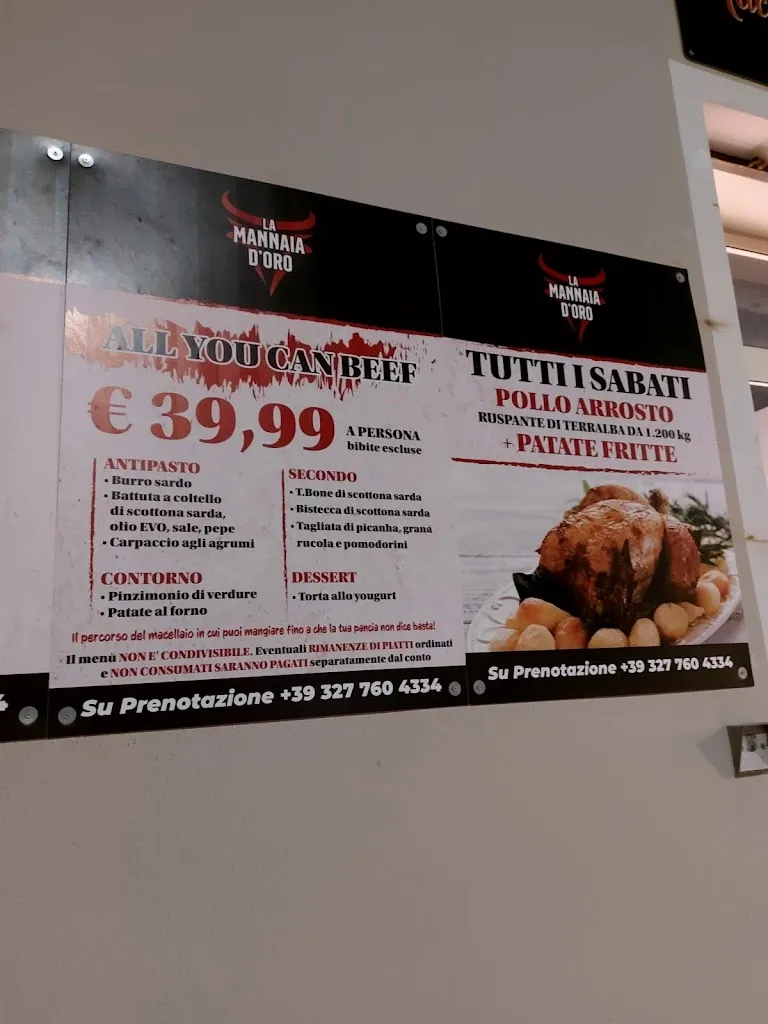 LA
MANNAIA
D'ORO
ALL YOU CAN BEEF
€ 39,99
A PERSONA
bibite escluse
ANTIPASTO
• Burro sardo
• Battuta a coltello
di scottona sarda,
olio EVO, sale, pepe
• Carpaccio agli agrumi
CONTORNO
• Pinzimonio di verdure
• Patate al forno
SECONDO
• T.Bone di scottona sarda
• Bistecca di scottona sarda
• Tagliata di picanha, grana
rucola e pomodorini
DESSERT
• Torta allo yougurt
Il percorso del macellaio in cui puoi mangiare fino a che la tua pancia non dice basta!
Il menù NON E' CONDIVISIBILE. Eventuali RIMANENZE DI PIATTI ordinati
e NON CONSUMATI SARANNO PAGATI separatamente dal conto
Su Prenotazione +39 327 760 4334
LA
MANNAIA
D'ORO
TUTTI I SABATI
POLLO ARROSTO
RUSPANTE DI TERRALBA DA 1.200 kg
+ PATATE FRITTE
Su Prenotazione +39 327 760 4334
4